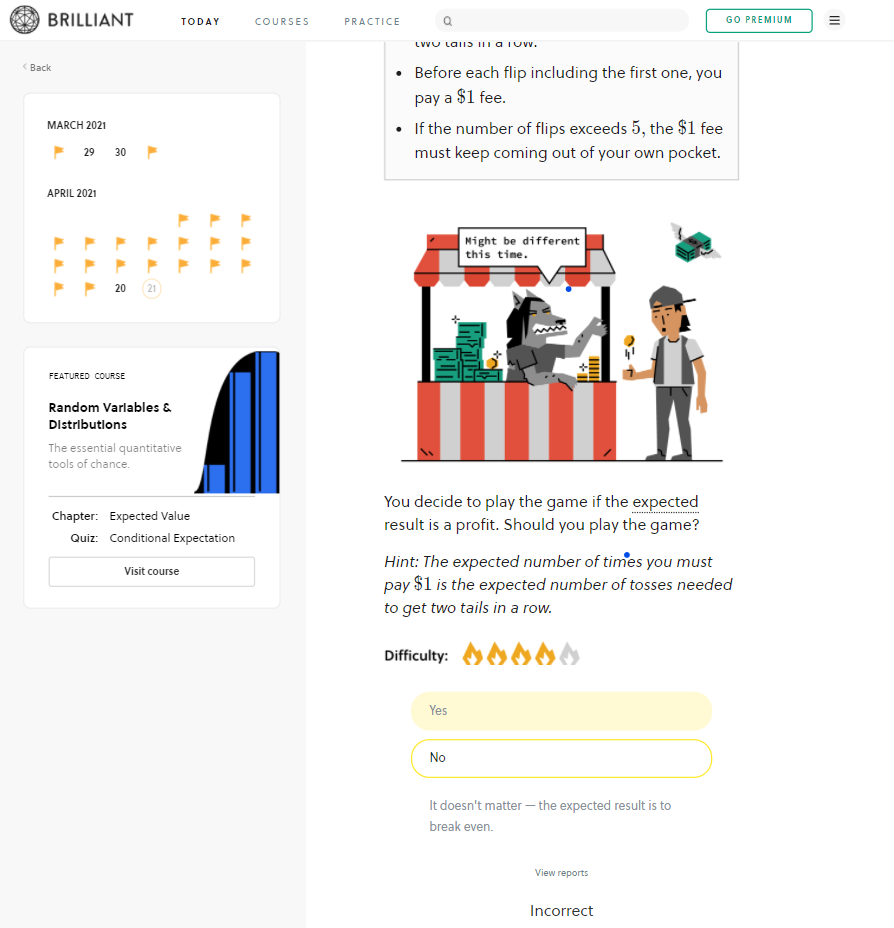 BRILLIANT
TODAY
COURSES
PRACTICE
GO PREMIUM
Back
MARCH 2021
29 30
APRIL 2021
20 21
FEATURED COURSE
Random Variables &
Distributions
The essential quantitative
tools of chance.
Chapter: Expected Value
Quiz: Conditional Expectation
Visit course
two tails in a row.
• Before each flip including the first one, you
pay a $1 fee.
• If the number of flips exceeds 5, the $1 fee
must keep coming out of your own pocket.
Might be different
this time.
You decide to play the game if the expected
result is a profit. Should you play the game?
Hint: The expected number of times you must
pay $1 is the expected number of tosses needed
to get two tails in a row.
Difficulty:
Yes
No
It doesn't matter — the expected result is to
break even.
View reports
Incorrect